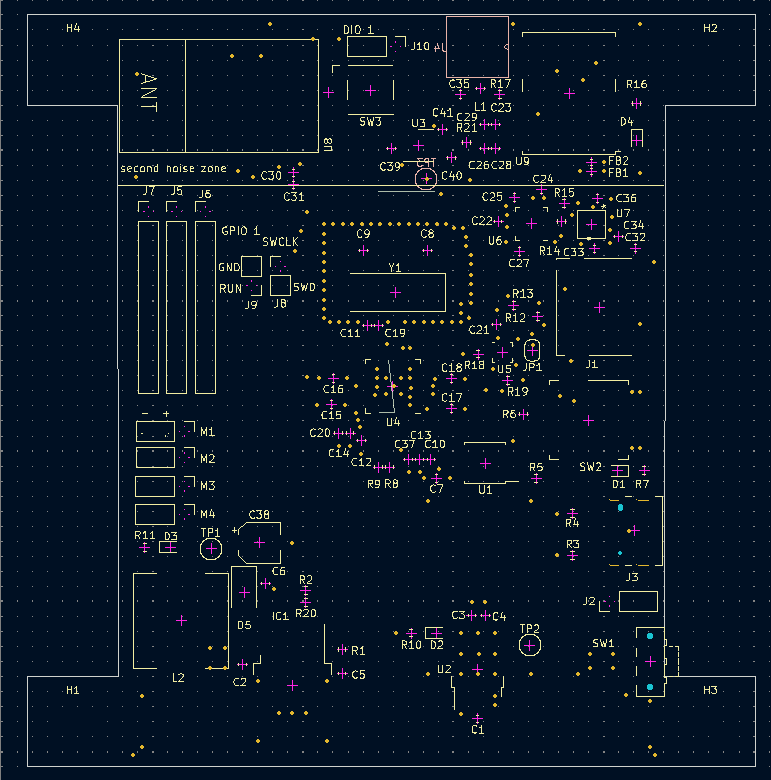 H4
DIO 1
J10
H2
ANT
SW3
U3
C41
C35
R17
L1
C23
C29
R21
R16
D4
U8
C39
C40
C26
C28
U9
FB2
FB1
second noise zone
C30
C31
J7
J5
J6
GPIO 1
SWCLK
GND
SWD
RUN
J9
J8
C9
C8
Y1
C11
C19
C25
C24
R15
C36
U7
C22
U6
C34
C32
R14
C33
C27
R13
R12
C21
R18
U5
JP1
J1
R19
C16
C15
C18
C17
U4
R6
C20
C14
C12
C13
C37
C10
R9
R8
C7
U1
R5
SW2
D1
R7
- +
M1
M2
M3
M4
R11
D3
TP1
C38
+
R4
R3
J3
C6
R2
R20
IC1
D5
J2
C3
C4
R10
D2
TP2
SW1
R1
C5
L2
C2
U2
C1
H1
H3